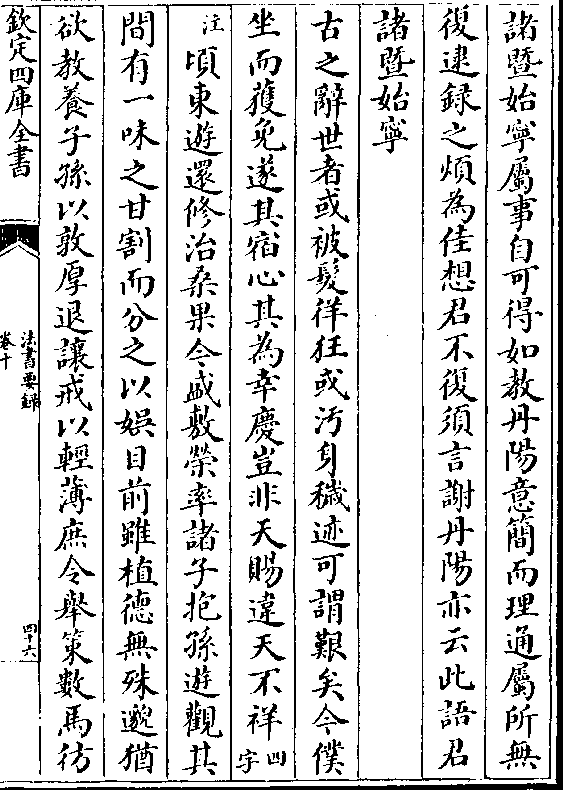 諸暨始寧屬事自可得如教丹陽意簡而理通屬所無
復逮録之煩為佳想君不復須言謝丹陽亦云此語君
諸暨始寧
古之辭世者或被髮徉狂或汚身穢迹可謂艱矣今僕
坐而獲免遂其宿心其為幸慶豈非天賜違天不祥四字
注頃東遊還修治桑果今盛敷榮率諸子抱孫遊觀其
間有一味之甘割而分之以娯目前雖植德無殊邈猶
欲教養子孫以敦厚退讓戒以輕薄庶令舉策數馬彷
欽定四庫全書
法書要録
卷十
四十六